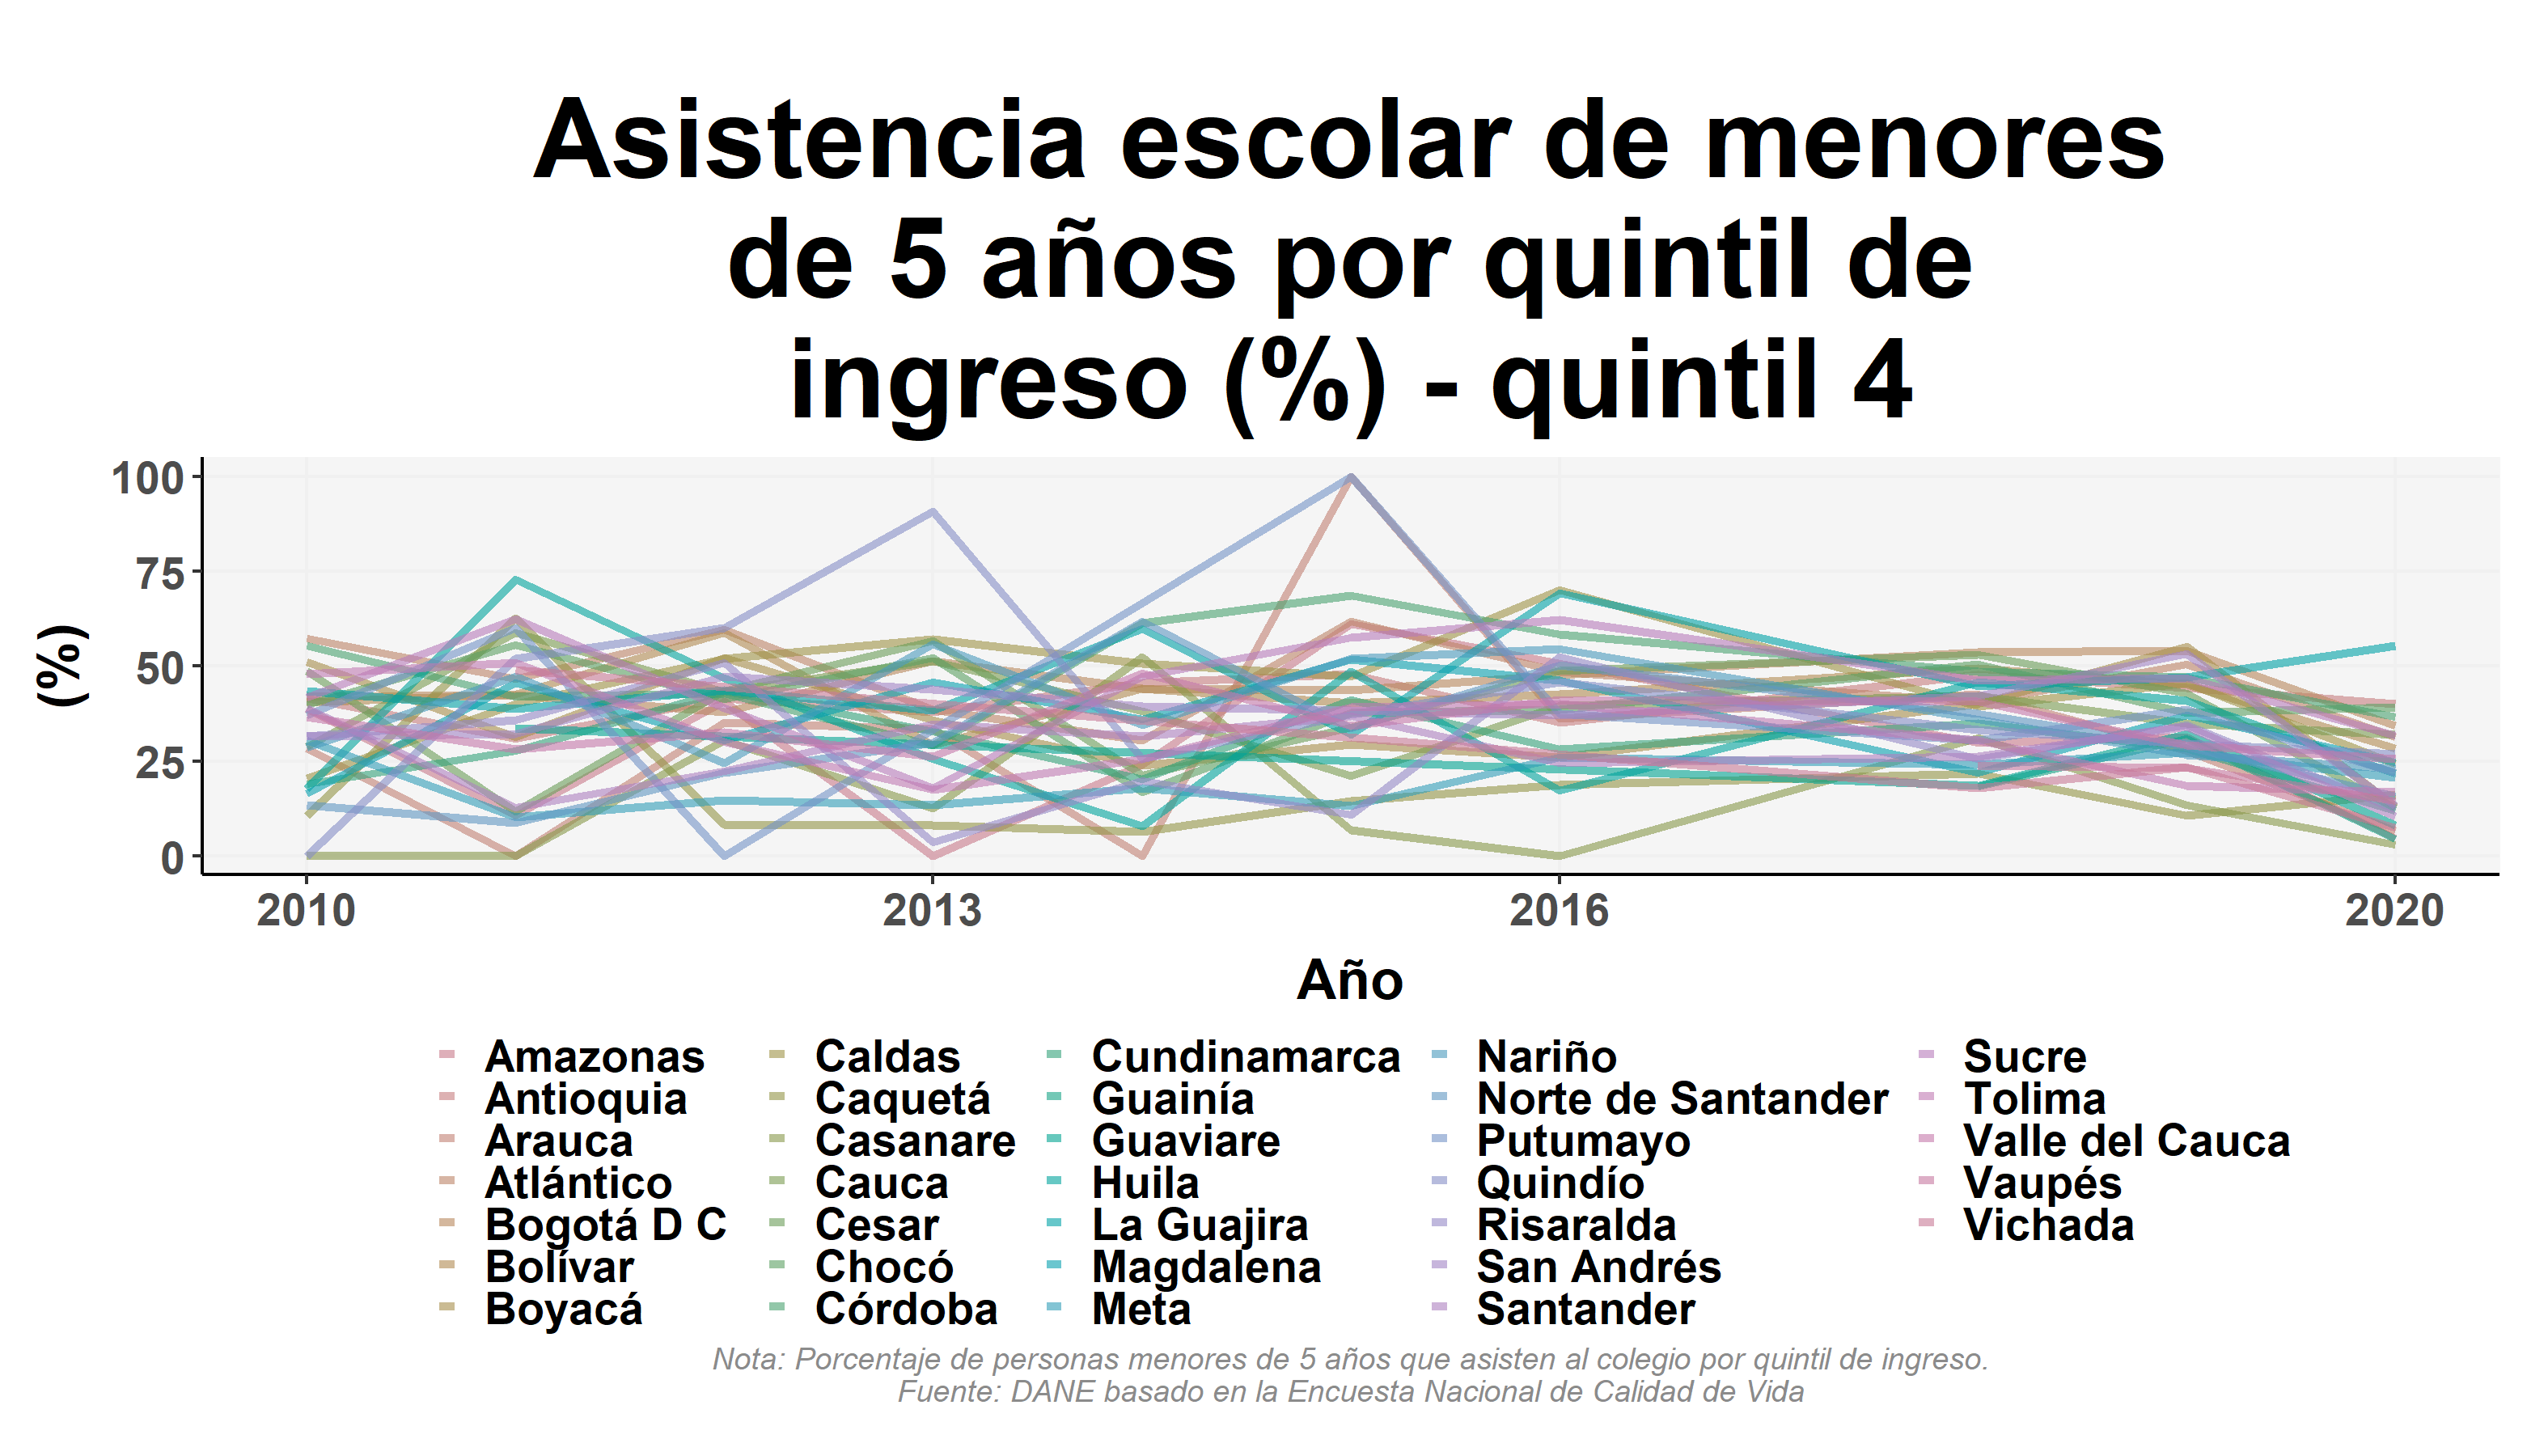 Asistencia escolar de menores
de 5 años por quintil de
ingreso (%) - quintil 4
(%)
100
75
50
25
0
2010 2013 2016 2020
Año
Amazonas Caldas Cundinamarca Nariño Sucre
Antioquia Caquetá Guainía Norte de Santander Tolima
Arauca Casanare Guaviare Putumayo Valle del Cauca
Atlántico Cauca Huila Quindío Vaupés
Bogotá D C Cesar La Guajira Risaralda Vichada
Bolívar Chocó Magdalena San Andrés
Boyacá Córdoba Meta Santander
Nota: Porcentaje de personas menores de 5 años que asisten al colegio por quintil de ingreso.
Fuente: DANE basado en la Encuesta Nacional de Calidad de Vida